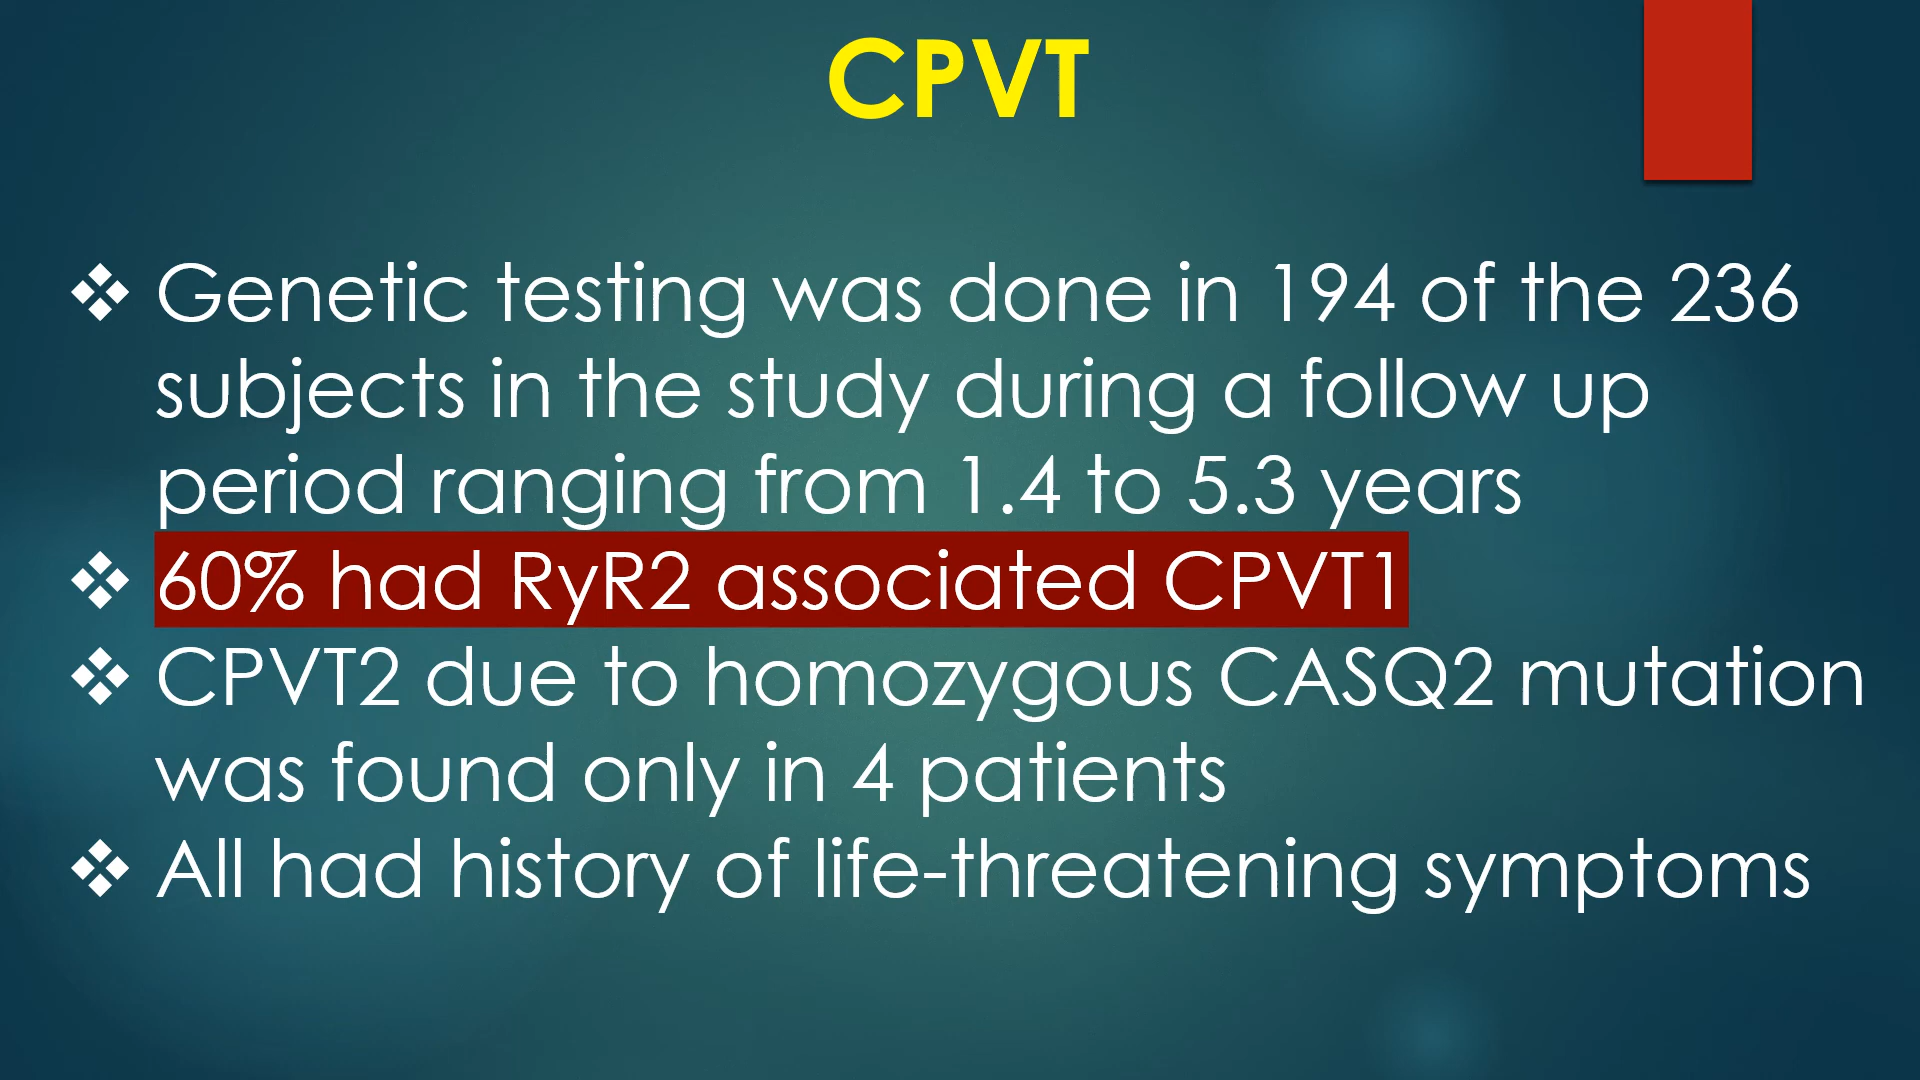 CPVT
❖ Genetic testing was done in 194 of the 236
subjects in the study during a follow up
period ranging from 1.4 to 5.3 years
❖ 60% had RyR2 associated CPVT1
❖ CPVT2 due to homozygous CASQ2 mutation
was found only in 4 patients
❖ All had history of life-threatening symptoms